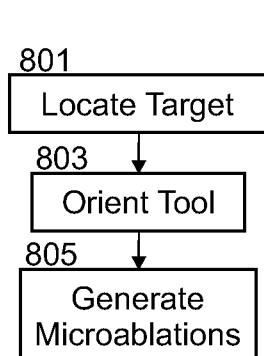 801
Locate Target
803
Orient Tool
805
Generate
Microablations